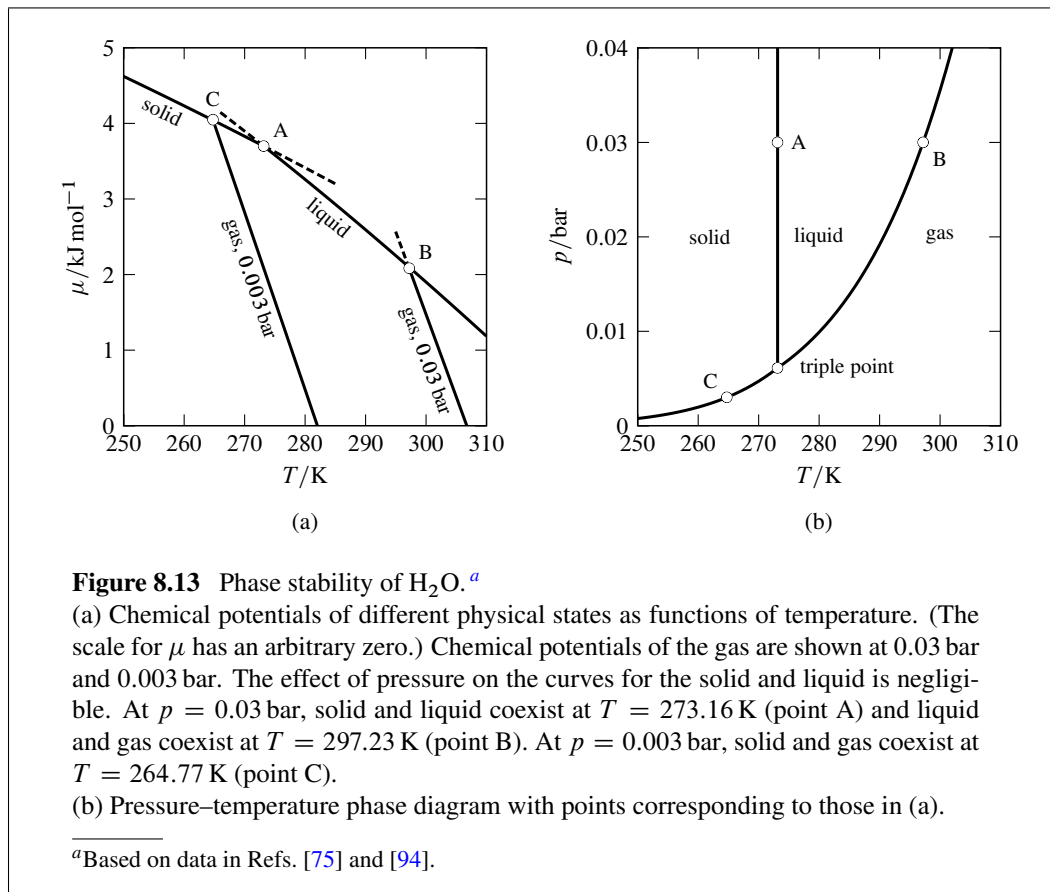 5
4
3
2
1
0
250 260 270 280 290 300 310
μ/kJ mol⁻¹
T/K
solid
C
A
liquid
B
gas, 0.003 bar
gas, 0.03 bar
(a)
0.04
0.03
0.02
0.01
0
250 260 270 280 290 300 310
p/bar
T/K
A
B
solid
liquid
gas
triple point
C
(b)
Figure 8.13 Phase stability of H₂O.ᵃ
(a) Chemical potentials of different physical states as functions of temperature. (The
scale for μ has an arbitrary zero.) Chemical potentials of the gas are shown at 0.03 bar
and 0.003 bar. The effect of pressure on the curves for the solid and liquid is negligi-
ble. At p = 0.03 bar, solid and liquid coexist at T = 273.16 K (point A) and liquid
and gas coexist at T = 297.23 K (point B). At p = 0.003 bar, solid and gas coexist at
T = 264.77 K (point C).
(b) Pressure–temperature phase diagram with points corresponding to those in (a).
ᵃBased on data in Refs. [75] and [94].